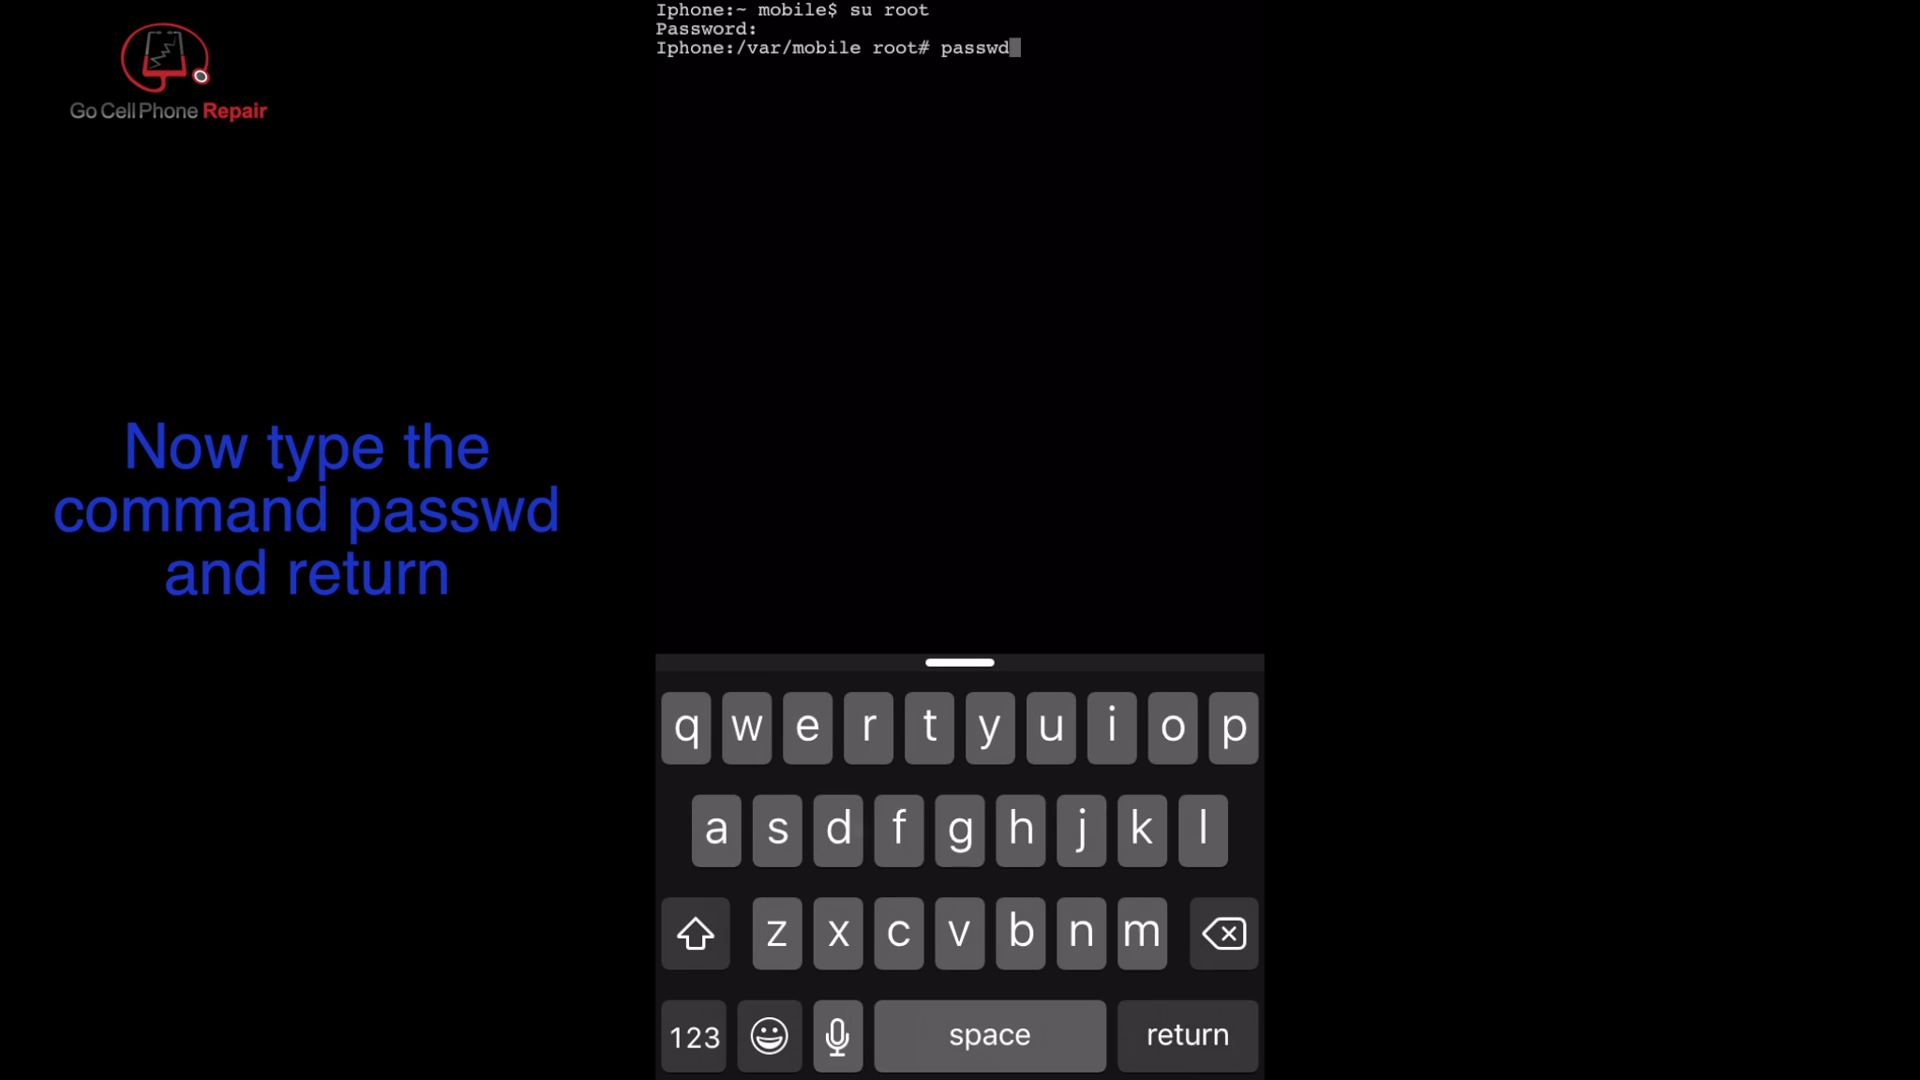 Go Cell Phone Repair
Iphone:~ mobile$ su root
Password:
Iphone:/var/mobile root# passwd
Now type the
command passwd
and return
q w e r t y u i o p
a s d f g h j k l
z x c v b n m
123 space return